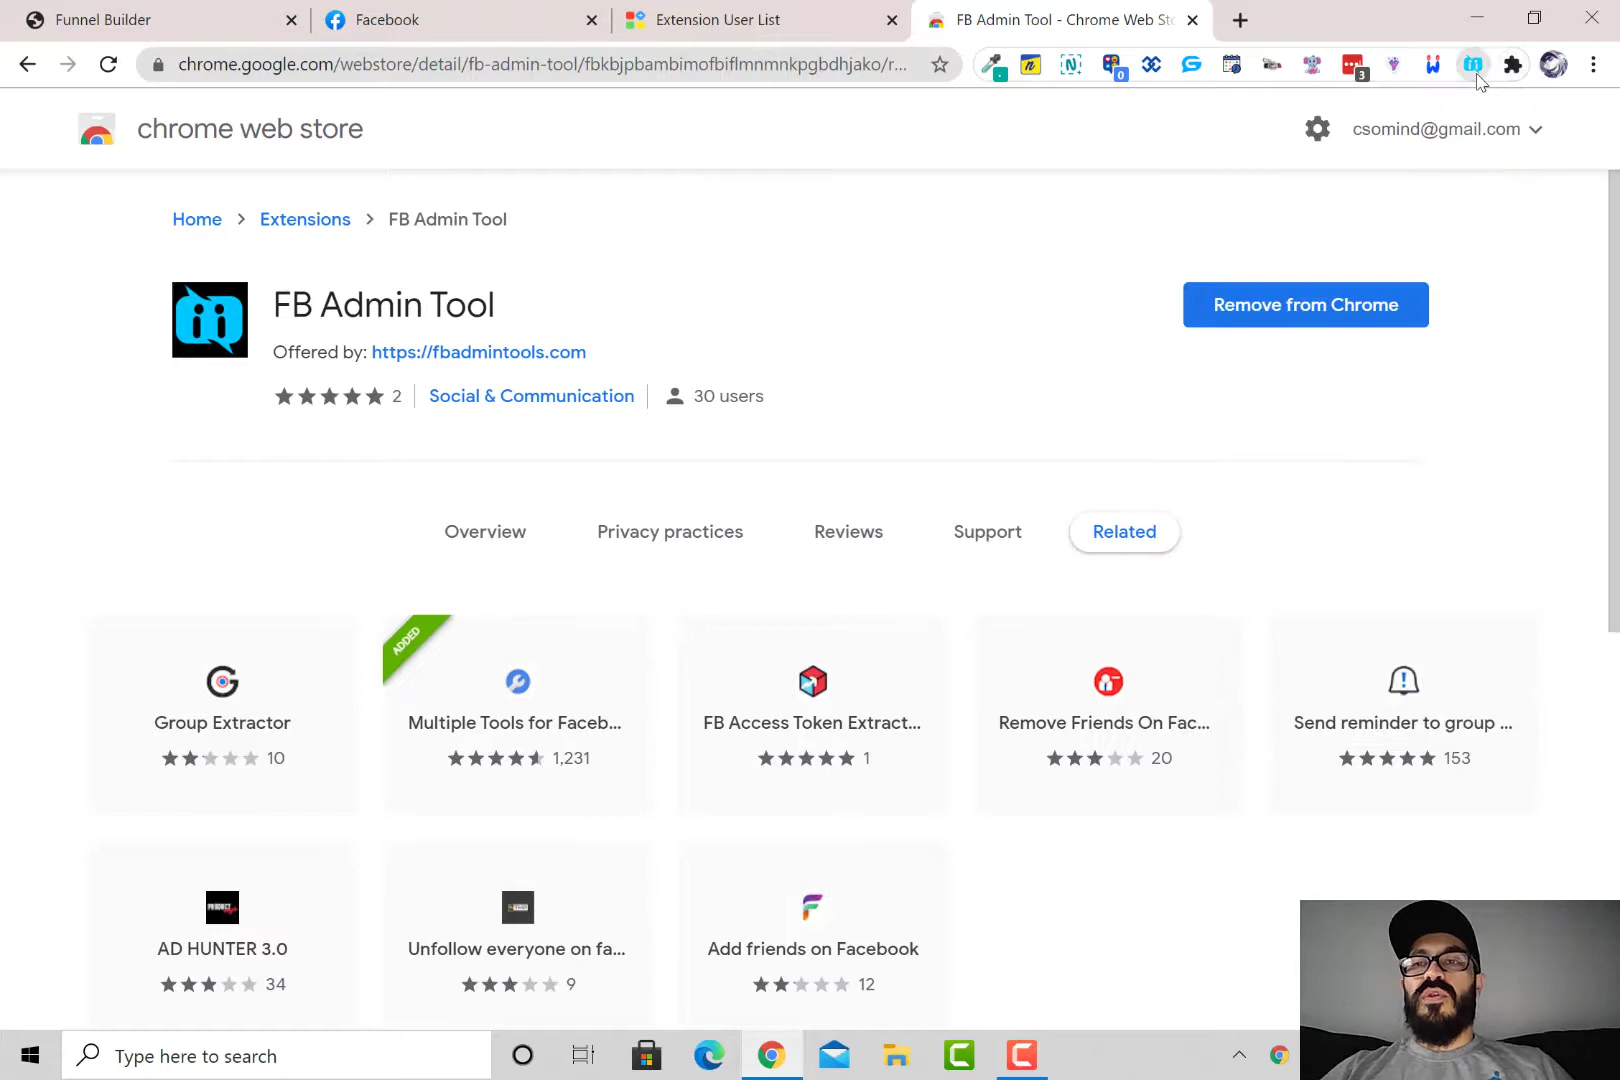 Funnel Builder
Facebook
Extension User List
FB Admin Tool - Chrome Web Sto
chrome.google.com/webstore/detail/fb-admin-tool/fbkbjpbambimofbiflmnmnkpgbdhjako/r...
0
3
chrome web store
csomind@gmail.com
Home > Extensions > FB Admin Tool
FB Admin Tool
Remove from Chrome
Offered by: https://fbadmintools.com
2 Social & Communication 30 users
Overview Privacy practices Reviews Support Related
ADDED
Group Extractor
10
Multiple Tools for Faceb...
1,231
FB Access Token Extract...
1
Remove Friends On Fac...
20
Send reminder to group ...
153
AD HUNTER 3.0
34
Unfollow everyone on fa...
9
Add friends on Facebook
12
Type here to search